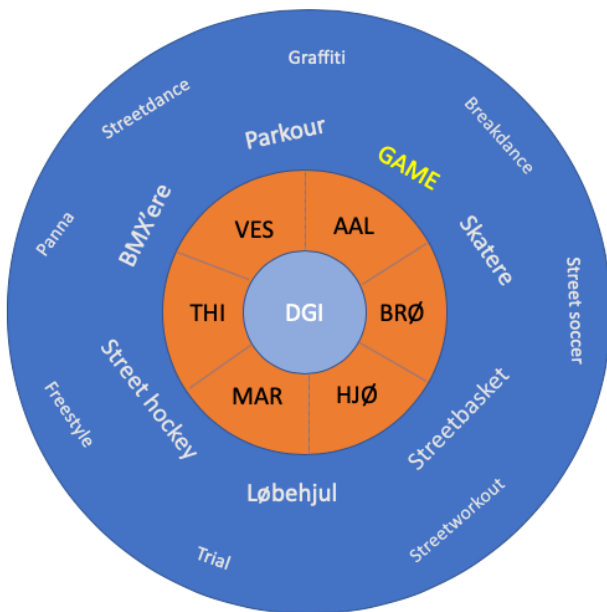 Graffiti
Streetdance
Breakdance
Parkour
GAME
Panna
BMX'ere
Skatere
Street soccer
VES
AAL
THI
DGI
BRØ
MAR
HJØ
Street hockey
Streetbasket
Freestyle
Løbehjul
Streetworkout
Trial